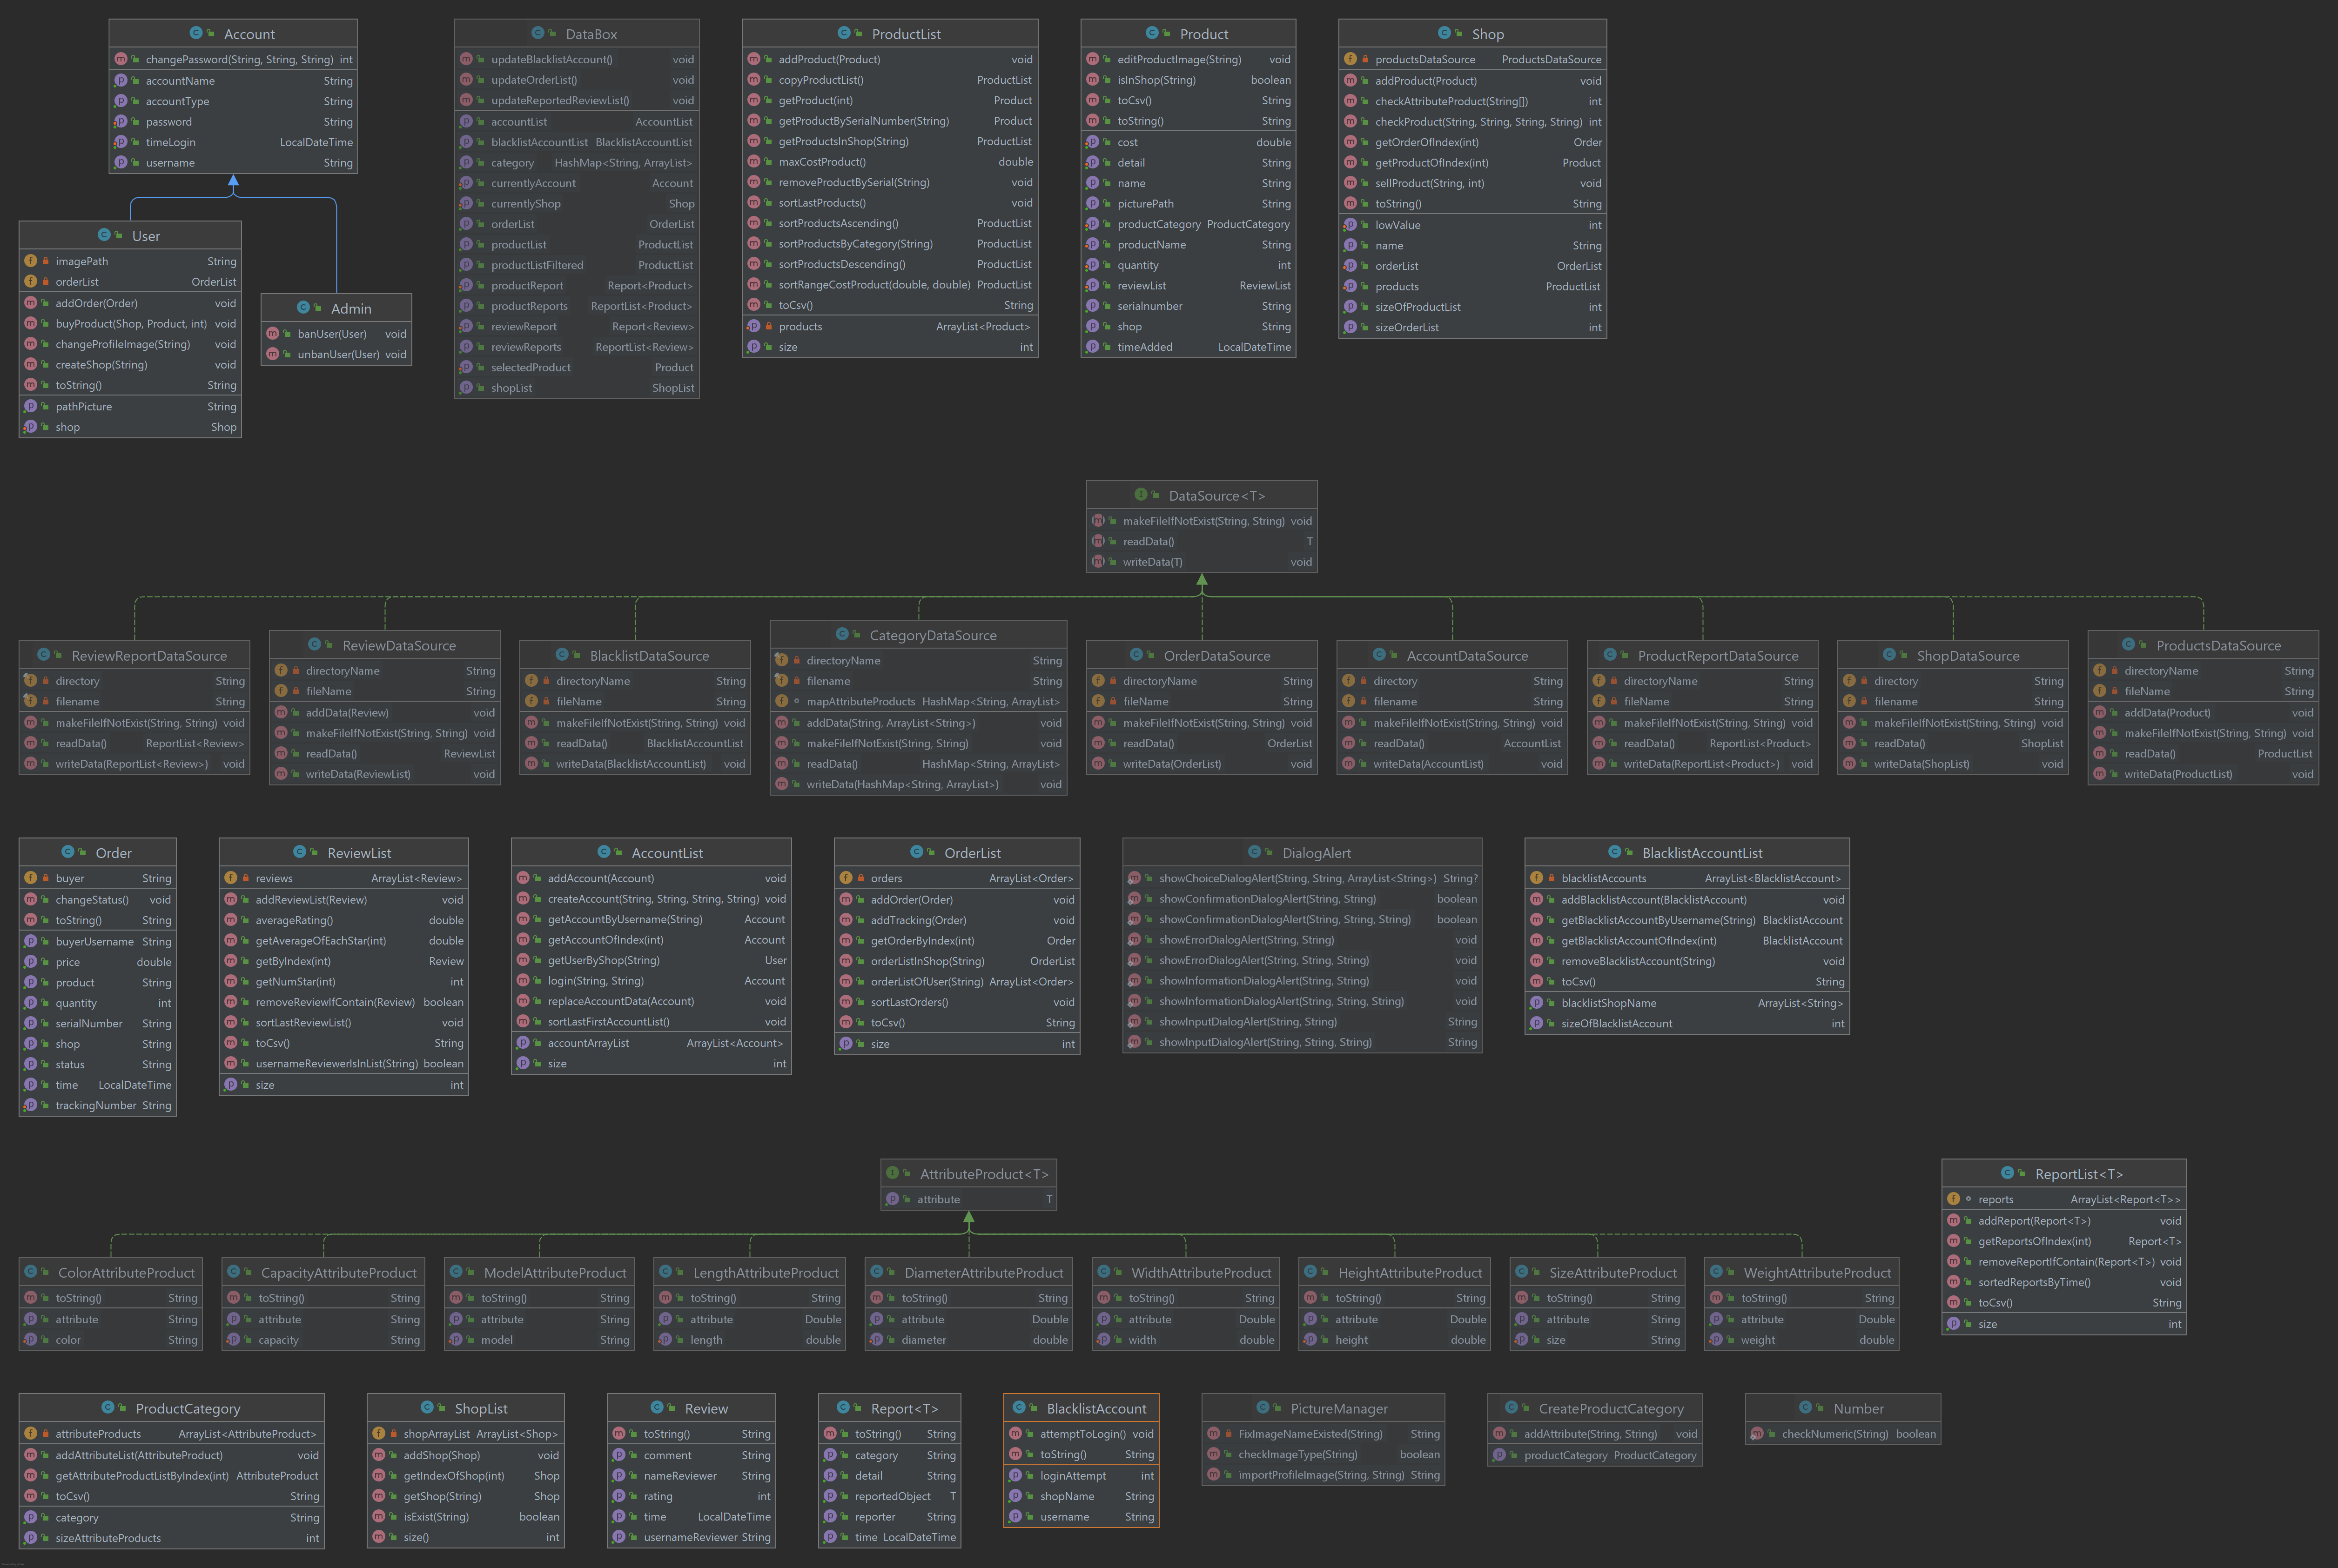 Account
changePassword(String, String, String) int
accountName String
accountType String
password String
timeLogin LocalDateTime
username String
User
imagePath String
orderList OrderList
addOrder(Order) void
buyProduct(Shop, Product, int) void
changeProfileImage(String) void
createShop(String) void
toString() String
pathPicture String
shop Shop
Admin
banUser(User) void
unbanUser(User) void
DataBox
updateBlacklistAccount() void
updateOrderList() void
updateReportedReviewList() void
accountList AccountList
blacklistAccountList BlacklistAccountList
category HashMap<String, ArrayList>
currentlyAccount Account
currentlyShop Shop
orderList OrderList
productList ProductList
productListFiltered ProductList
productReport Report<Product>
productReports ReportList<Product>
reviewReport Report<Review>
reviewReports ReportList<Review>
selectedProduct Product
shopList ShopList
ProductList
addProduct(Product) void
copyProductList() ProductList
getProduct(int) Product
getProductBySerialNumber(String) Product
getProductsInShop(String) ProductList
maxCostProduct() double
removeProductBySerial(String) void
sortLastProducts() void
sortProductsAscending() ProductList
sortProductsByCategory(String) ProductList
sortProductsDescending() ProductList
sortRangeCostProduct(double, double) ProductList
toCsv() String
products ArrayList<Product>
size int
Product
editProductImage(String) void
isInShop(String) boolean
toCsv() String
toString() String
cost double
detail String
name String
picturePath String
productCategory ProductCategory
productName String
quantity int
reviewList ReviewList
serialnumber String
shop String
timeAdded LocalDateTime
Shop
productsDataSource ProductsDataSource
addProduct(Product) void
checkAttributeProduct(String[]) int
checkProduct(String, String, String, String) int
getOrderOfIndex(int) Order
getProductOfIndex(int) Product
sellProduct(String, int) void
toString() String
lowValue int
name String
orderList OrderList
products ProductList
sizeOfProductList int
sizeOrderList int
DataSource<T>
makeFileIfNotExist(String, String) void
readData() T
writeData(T) void
ReviewReportDataSource
directory String
filename String
makeFileIfNotExist(String, String) void
readData() ReportList<Review>
writeData(ReportList<Review>) void
ReviewDataSource
directoryName String
fileName String
addData(Review) void
makeFileIfNotExist(String, String) void
readData() ReviewList
writeData(ReviewList) void
BlacklistDataSource
directoryName String
fileName String
makeFileIfNotExist(String, String) void
readData() BlacklistAccountList
writeData(BlacklistAccountList) void
CategoryDataSource
directoryName String
filename String
mapAttributeProducts HashMap<String, ArrayList>
addData(String, ArrayList<String>) void
makeFileIfNotExist(String, String) void
readData() HashMap<String, ArrayList>
writeData(HashMap<String, ArrayList>) void
OrderDataSource
directoryName String
fileName String
makeFileIfNotExist(String, String) void
readData() OrderList
writeData(OrderList) void
AccountDataSource
directory String
filename String
makeFileIfNotExist(String, String) void
readData() AccountList
writeData(AccountList) void
ProductReportDataSource
directoryName String
fileName String
makeFileIfNotExist(String, String) void
readData() ReportList<Product>
writeData(ReportList<Product>) void
ShopDataSource
directory String
filename String
makeFileIfNotExist(String, String) void
readData() ShopList
writeData(ShopList) void
ProductsDataSource
directoryName String
fileName String
addData(Product) void
makeFileIfNotExist(String, String) void
readData() ProductList
writeData(ProductList) void
Order
buyer String
changeStatus() void
toString() String
buyerUsername String
price double
product String
quantity int
serialNumber String
shop String
status String
time LocalDateTime
trackingNumber String
ReviewList
reviews ArrayList<Review>
addReviewList(Review) void
averageRating() double
getAverageOfEachStar(int) double
getByIndex(int) Review
getNumStar(int) int
removeReviewIfContain(Review) boolean
sortLastReviewList() void
toCsv() String
usernameReviewerIsInList(String) boolean
size int
AccountList
addAccount(Account) void
createAccount(String, String, String, String) void
getAccountByUsername(String) Account
getAccountOfIndex(int) Account
getUserByShop(String) User
login(String, String) Account
replaceAccountData(Account) void
sortLastFirstAccountList() void
accountArrayList ArrayList<Account>
size int
OrderList
orders ArrayList<Order>
addOrder(Order) void
addTracking(Order) void
getOrderByIndex(int) Order
orderListInShop(String) OrderList
orderListOfUser(String) ArrayList<Order>
sortLastOrders() void
toCsv() String
size int
DialogAlert
showChoiceDialogAlert(String, String, ArrayList<String>) String?
showConfirmationDialogAlert(String, String) boolean
showConfirmationDialogAlert(String, String, String) boolean
showErrorDialogAlert(String, String) void
showErrorDialogAlert(String, String, String) void
showInformationDialogAlert(String, String) void
showInformationDialogAlert(String, String, String) void
showInputDialogAlert(String, String) String
showInputDialogAlert(String, String, String) String
BlacklistAccountList
blacklistAccounts ArrayList<BlacklistAccount>
addBlacklistAccount(BlacklistAccount) void
getBlacklistAccountByUsername(String) BlacklistAccount
getBlacklistAccountOfIndex(int) BlacklistAccount
removeBlacklistAccount(String) void
toCsv() String
blacklistShopName ArrayList<String>
sizeOfBlacklistAccount int
AttributeProduct<T>
attribute T
ReportList<T>
reports ArrayList<Report<T>>
addReport(Report<T>) void
getReportsOfIndex(int) Report<T>
removeReportIfContain(Report<T>) void
sortedReportsByTime() void
toCsv() String
size int
ColorAttributeProduct
toString() String
attribute String
color String
CapacityAttributeProduct
toString() String
attribute String
capacity String
ModelAttributeProduct
toString() String
attribute String
model String
LengthAttributeProduct
toString() String
attribute Double
length double
DiameterAttributeProduct
toString() String
attribute Double
diameter double
WidthAttributeProduct
toString() String
attribute Double
width double
HeightAttributeProduct
toString() String
attribute Double
height double
SizeAttributeProduct
toString() String
attribute String
size String
WeightAttributeProduct
toString() String
attribute Double
weight double
ProductCategory
attributeProducts ArrayList<AttributeProduct>
addAttributeList(AttributeProduct) void
getAttributeProductListByIndex(int) AttributeProduct
toCsv() String
category String
sizeAttributeProducts int
ShopList
shopArrayList ArrayList<Shop>
addShop(Shop) void
getIndexOfShop(int) Shop
getShop(String) Shop
isExist(String) boolean
size() int
Review
toString() String
comment String
nameReviewer String
rating int
time LocalDateTime
usernameReviewer String
Report<T>
toString() String
category String
detail String
reportedObject T
reporter String
time LocalDateTime
BlacklistAccount
attemptToLogin() void
toString() String
loginAttempt int
shopName String
username String
PictureManager
FixImageNameExisted(String) String
checkImageType(String) boolean
importProfileImage(String, String) String
CreateProductCategory
addAttribute(String, String) void
productCategory ProductCategory
Number
checkNumeric(String) boolean